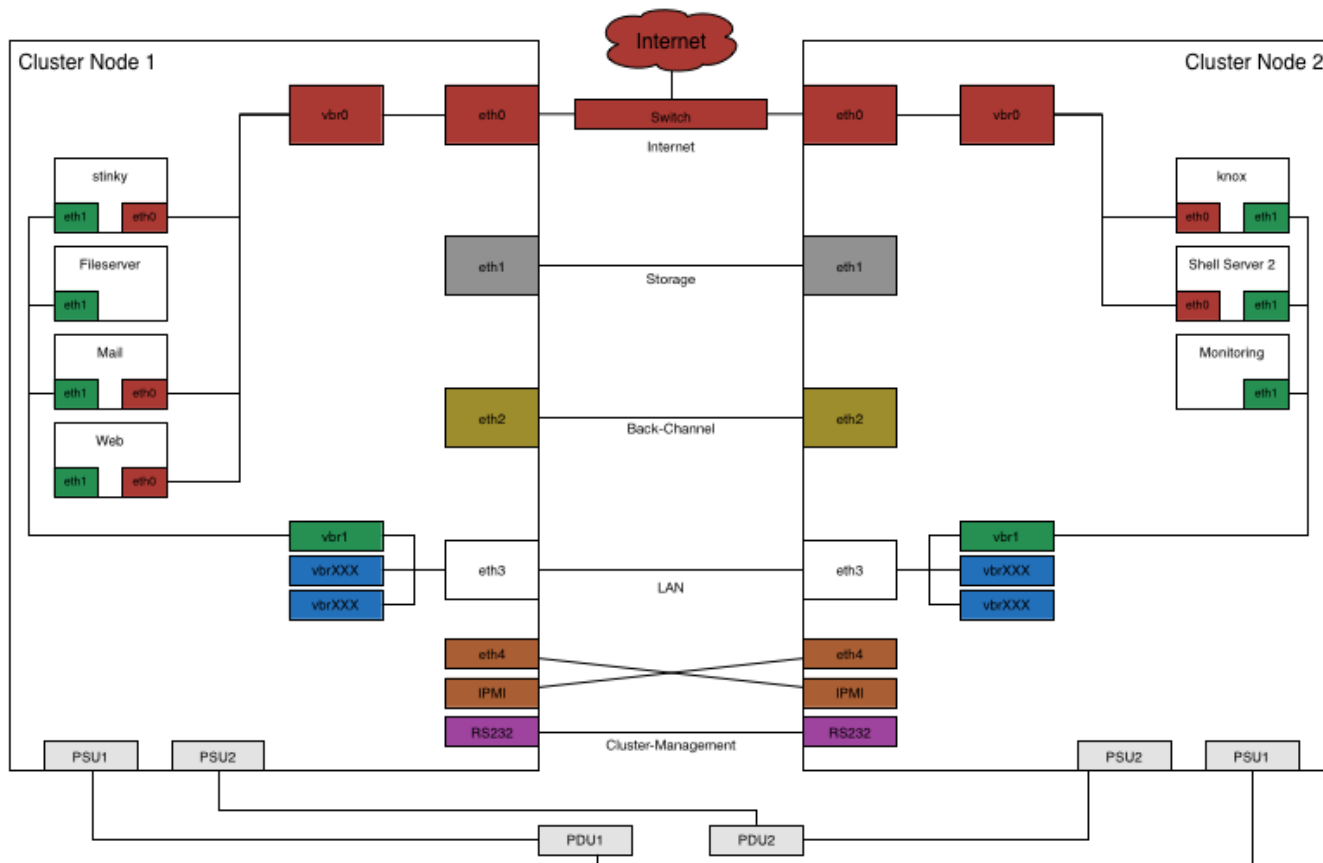 Internet
Cluster Node 1
Cluster Node 2
vbr0
eth0
Switch
eth0
vbr0
Internet
stinky
eth1
eth0
knox
eth0
eth1
Fileserver
eth1
Shell Server 2
eth0
eth1
eth1
Storage
eth1
Mail
eth1
eth0
Monitoring
eth1
eth2
Back-Channel
eth2
Web
eth1
eth0
vbr1
vbrXXX
vbrXXX
eth3
LAN
eth3
vbr1
vbrXXX
vbrXXX
eth4
IPMI
RS232
Cluster-Management
eth4
IPMI
RS232
PSU1
PSU2
PSU2
PSU1
PDU1
PDU2